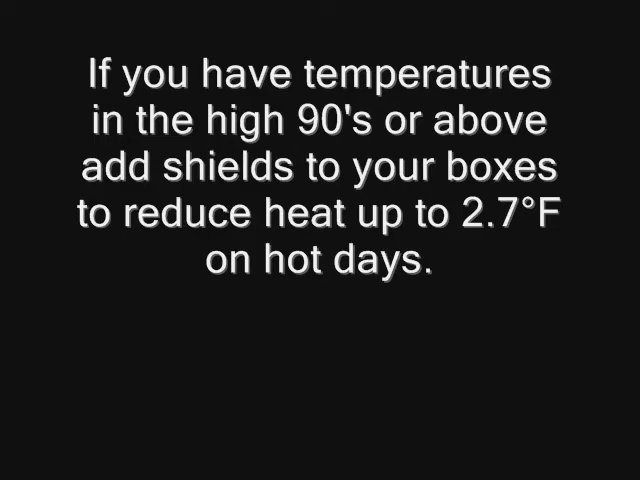 If you have temperatures
in the high 90's or above
add shields to your boxes
to reduce heat up to 2.7°F
on hot days.